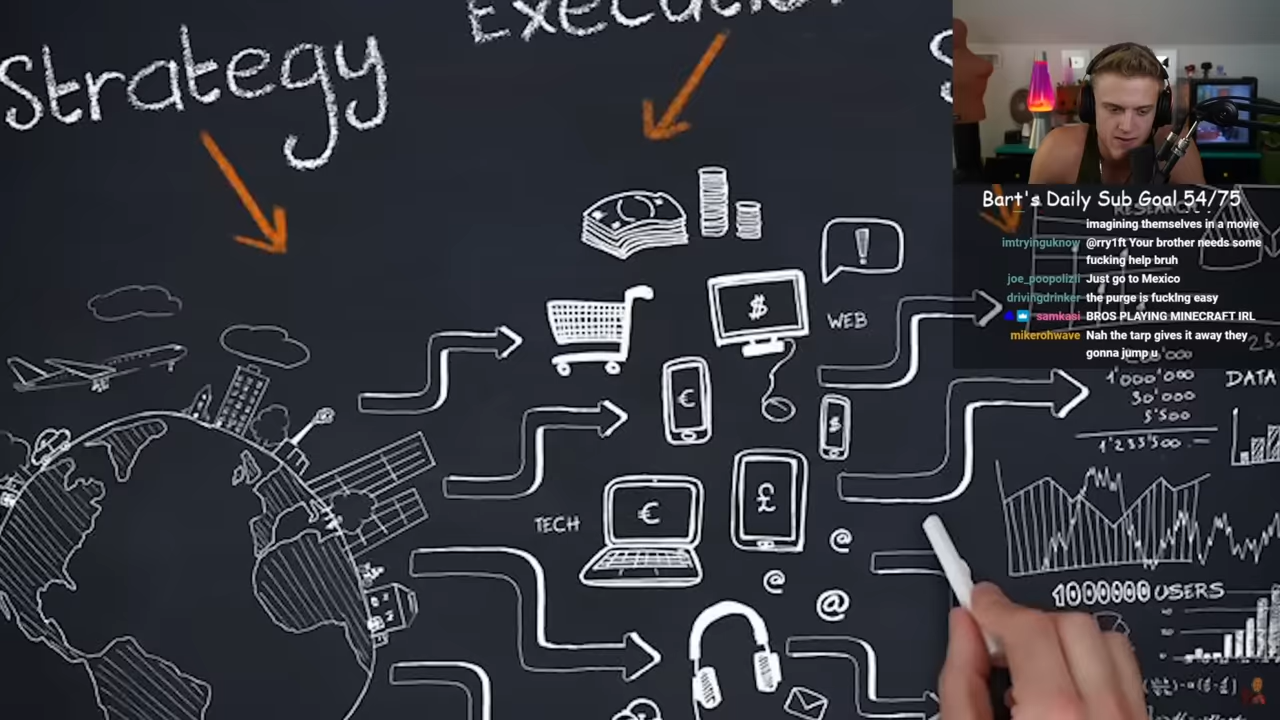 Strategy
Execution
$
WEB
€
$
TECH
€
£
@
@
@
Bart's Daily Sub Goal 54/75
imagining themselves in a movie
imtryinguknow @rry1ft Your brother needs some
fucking help bruh
joe_poopolizii Just go to Mexico
drivingdrinker the purge is fucking easy
samkasi BROS PLAYING MINECRAFT IRL
mikerohwave Nah the tarp gives it away they
gonna jump u
1'000'000
30'000
5'500
1'235'500.—
DATA
1000000 USERS